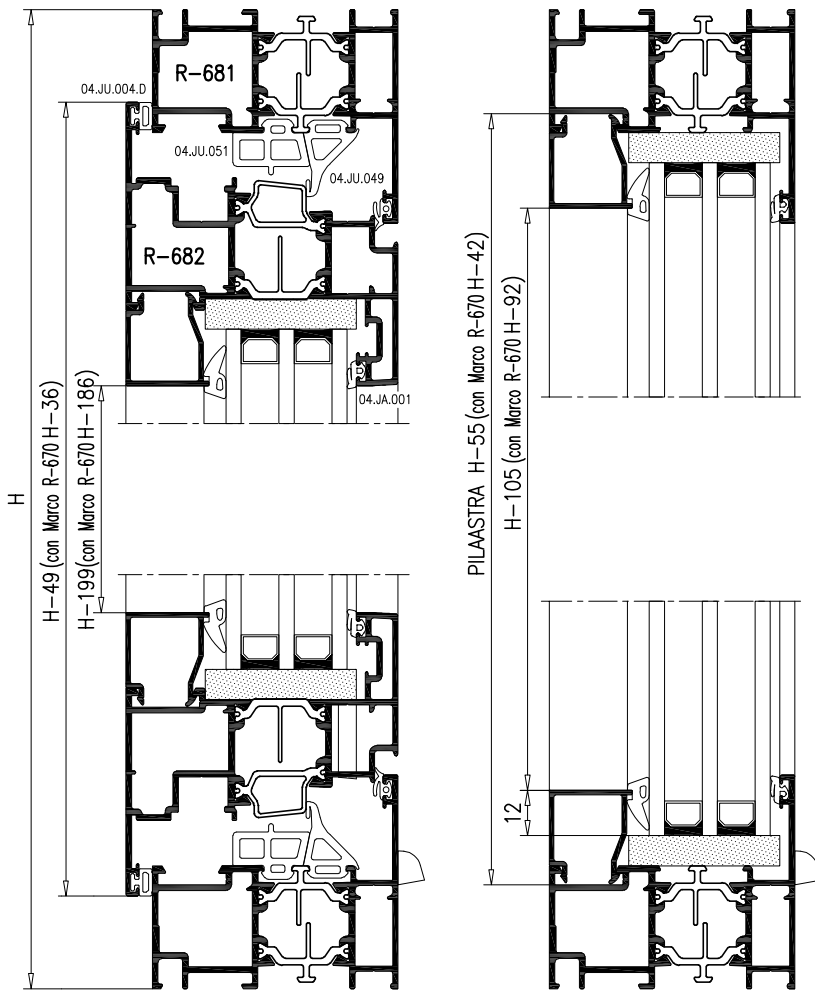 R-681
04.JU.004.D
04.JU.051
04.JU.049
R-682
04.JA.001
H
H-49 (con Marco R-670 H-36)
H-199(con Marco R-670 H-186)
PILAASTRA H-55 (con Marco R-670 H-42)
H-105 (con Marco R-670 H-92)
12